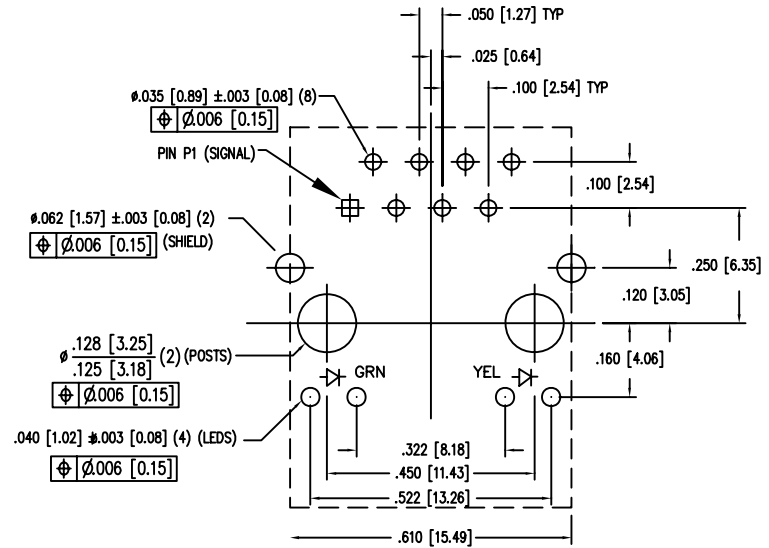 .050 [1.27] TYP
.025 [0.64]
.100 [2.54] TYP
ø.035 [0.89] ±.003 [0.08] (8)
⌖ Ø.006 [0.15]
PIN P1 (SIGNAL)
.100 [2.54]
ø.062 [1.57] ±.003 [0.08] (2)
⌖ Ø.006 [0.15] (SHIELD)
.250 [6.35]
.120 [3.05]
.128 [3.25]
ø (2) (POSTS)
.125 [3.18]
⌖ Ø.006 [0.15]
.160 [4.06]
GRN
YEL
.040 [1.02] ±.003 [0.08] (4) (LEDS)
⌖ Ø.006 [0.15]
.322 [8.18]
.450 [11.43]
.522 [13.26]
.610 [15.49]